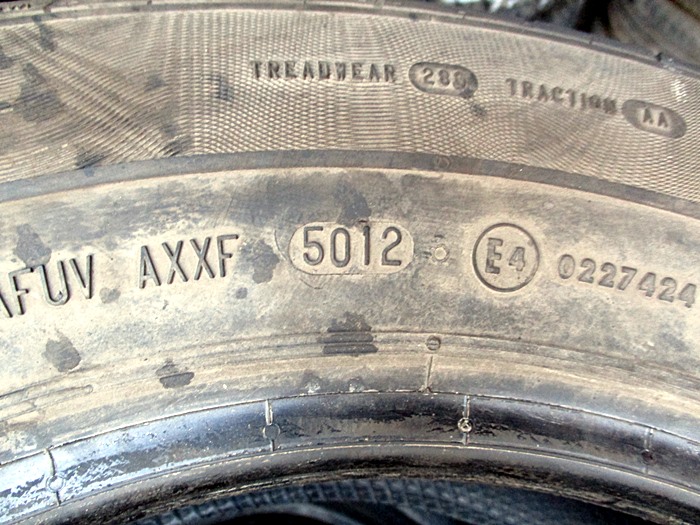 TREADWEAR 280 TRACTION AA
AFUV AXXF 5012 E4 0227424